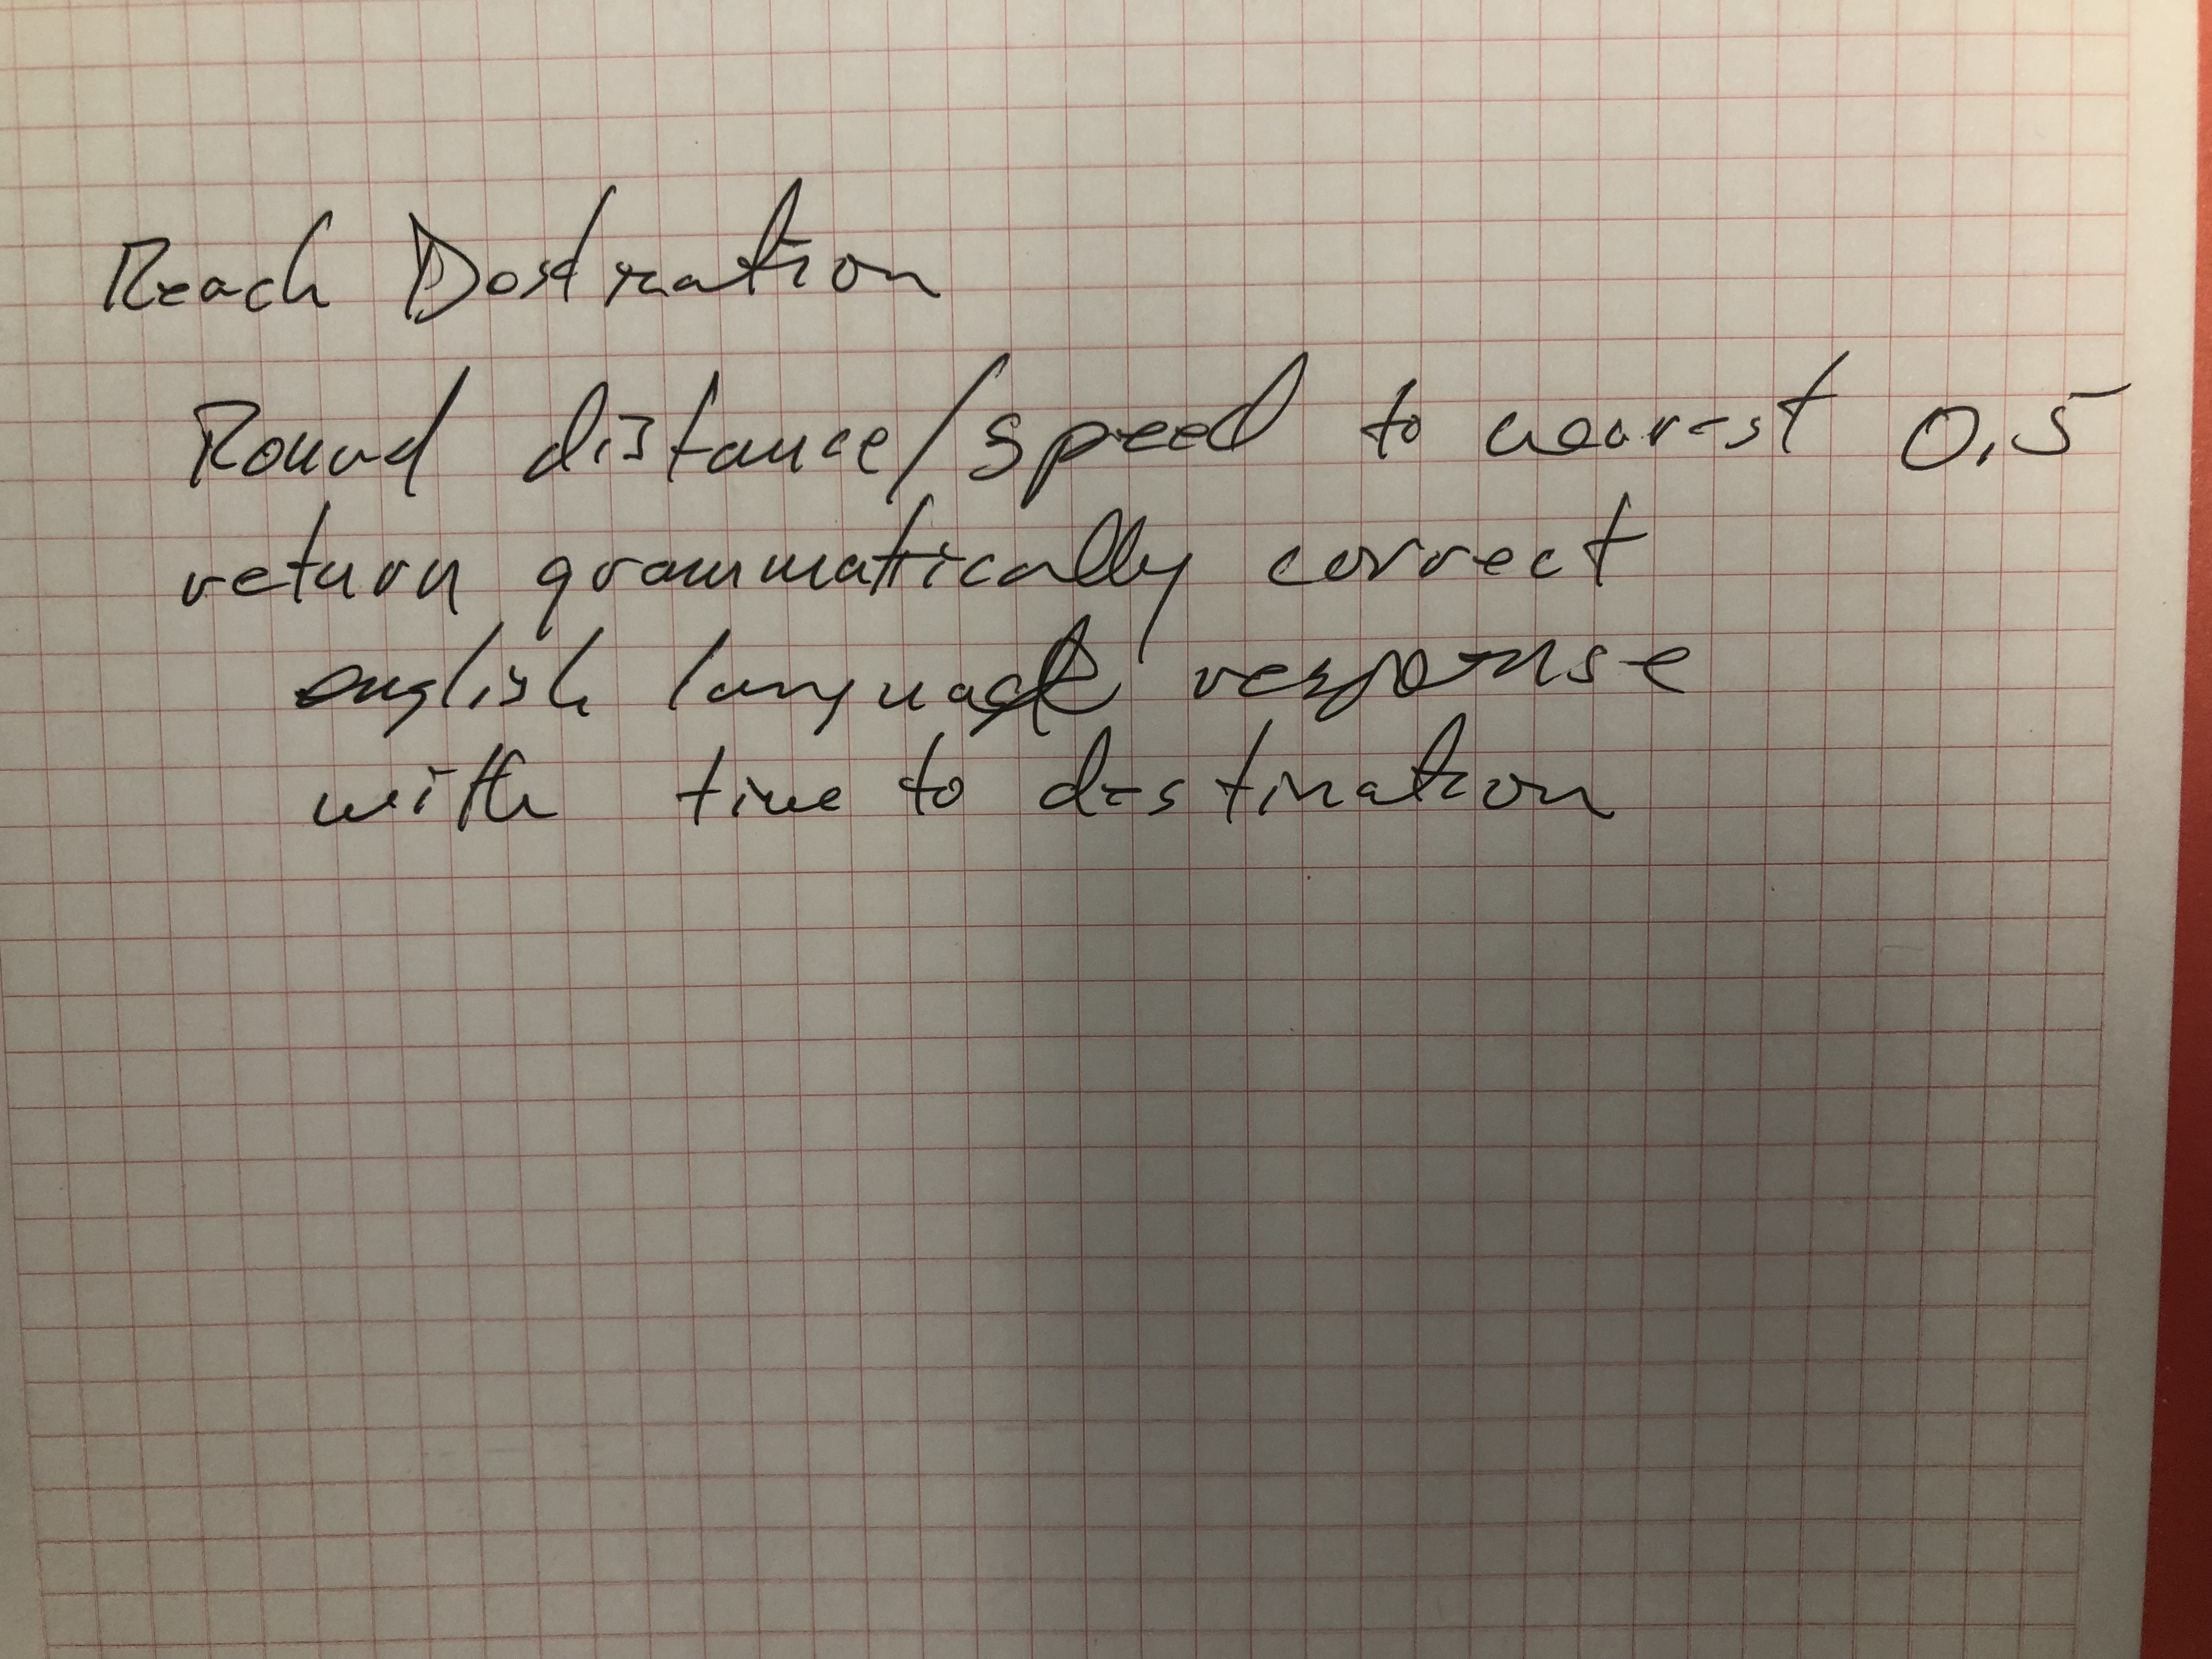 Reach Destination
Round distance/speed to nearest 0.5
return grammatically correct
english language response
with time to destination